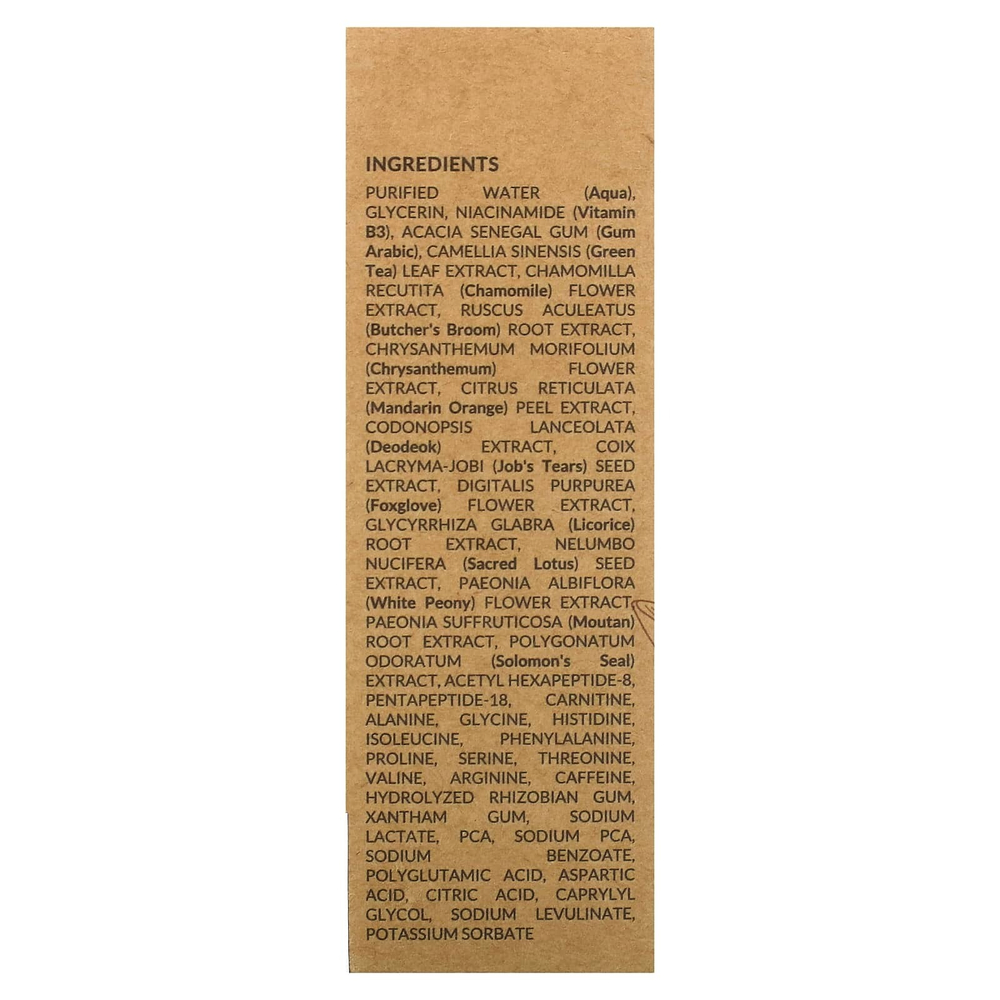 INGREDIENTS
PURIFIED WATER (Aqua),
GLYCERIN, NIACINAMIDE (Vitamin
B3), ACACIA SENEGAL GUM (Gum
Arabic), CAMELLIA SINENSIS (Green
Tea) LEAF EXTRACT, CHAMOMILLA
RECUTITA (Chamomile) FLOWER
EXTRACT, RUSCUS ACULEATUS
(Butcher's Broom) ROOT EXTRACT,
CHRYSANTHEMUM MORIFOLIUM
(Chrysanthemum) FLOWER
EXTRACT, CITRUS RETICULATA
(Mandarin Orange) PEEL EXTRACT,
CODONOPSIS LANCEOLATA
(Deodeok) EXTRACT, COIX
LACRYMA-JOBI (Job's Tears) SEED
EXTRACT, DIGITALIS PURPUREA
(Foxglove) FLOWER EXTRACT,
GLYCYRRHIZA GLABRA (Licorice)
ROOT EXTRACT, NELUMBO
NUCIFERA (Sacred Lotus) SEED
EXTRACT, PAEONIA ALBIFLORA
(White Peony) FLOWER EXTRACT,
PAEONIA SUFFRUTICOSA (Moutan)
ROOT EXTRACT, POLYGONATUM
ODORATUM (Solomon's Seal)
EXTRACT, ACETYL HEXAPEPTIDE-8,
PENTAPEPTIDE-18, CARNITINE,
ALANINE, GLYCINE, HISTIDINE,
ISOLEUCINE, PHENYLALANINE,
PROLINE, SERINE, THREONINE,
VALINE, ARGININE, CAFFEINE,
HYDROLYZED RHIZOBIAN GUM,
XANTHAM GUM, SODIUM
LACTATE, PCA, SODIUM PCA,
SODIUM BENZOATE,
POLYGLUTAMIC ACID, ASPARTIC
ACID, CITRIC ACID, CAPRYLYL
GLYCOL, SODIUM LEVULINATE,
POTASSIUM SORBATE